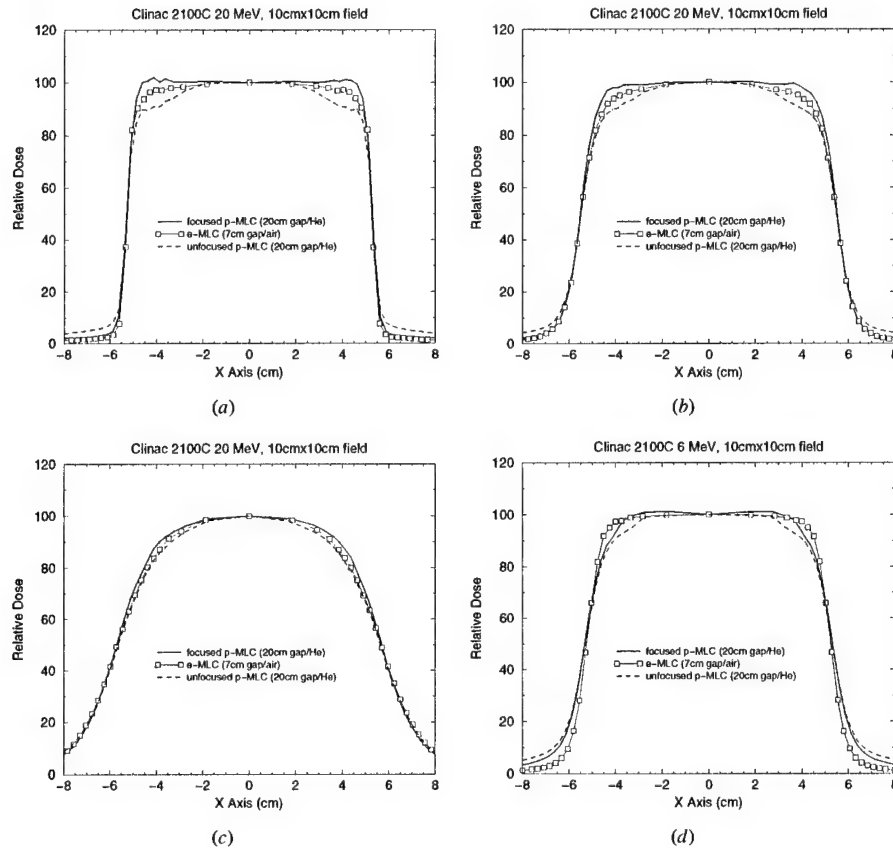 Clinac 2100C 20 MeV, 10cmx10cm field
120
100
80
60
40
20
0
Relative Dose
focused p-MLC (20cm gap/He)
e-MLC (7cm gap/air)
unfocused p-MLC (20cm gap/He)
-8 -6 -4 -2 0 2 4 6 8
X Axis (cm)
(a)
Clinac 2100C 20 MeV, 10cmx10cm field
120
100
80
60
40
20
0
Relative Dose
focused p-MLC (20cm gap/He)
e-MLC (7cm gap/air)
unfocused p-MLC (20cm gap/He)
-8 -6 -4 -2 0 2 4 6 8
X Axis (cm)
(b)
Clinac 2100C 20 MeV, 10cmx10cm field
120
100
80
60
40
20
0
Relative Dose
focused p-MLC (20cm gap/He)
e-MLC (7cm gap/air)
unfocused p-MLC (20cm gap/He)
-8 -6 -4 -2 0 2 4 6 8
X Axis (cm)
(c)
Clinac 2100C 6 MeV, 10cmx10cm field
120
100
80
60
40
20
0
Relative Dose
focused p-MLC (20cm gap/He)
e-MLC (7cm gap/air)
unfocused p-MLC (20cm gap/He)
-8 -6 -4 -2 0 2 4 6 8
X Axis (cm)
(d)